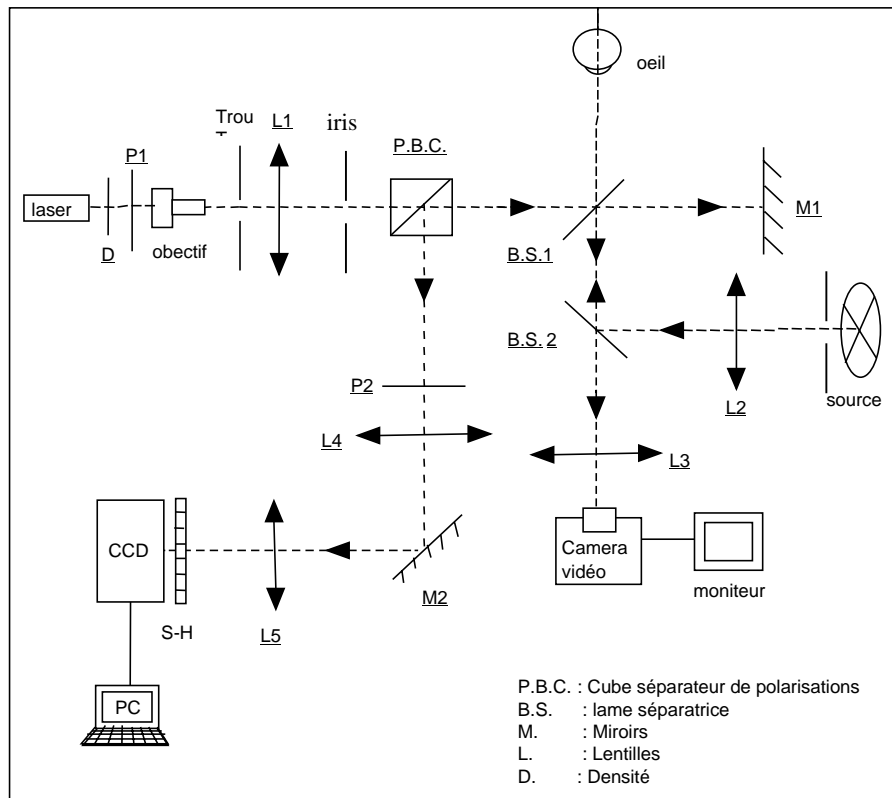 oeil
Trou
T
L1
iris
P.B.C.
P1
laser
D
obectif
M1
B.S.1
B.S.2
L2
source
P2
L4
L3
CCD
Camera
vidéo
moniteur
M2
S-H
L5
PC
P.B.C. : Cube séparateur de polarisations
B.S. : lame séparatrice
M. : Miroirs
L. : Lentilles
D. : Densité